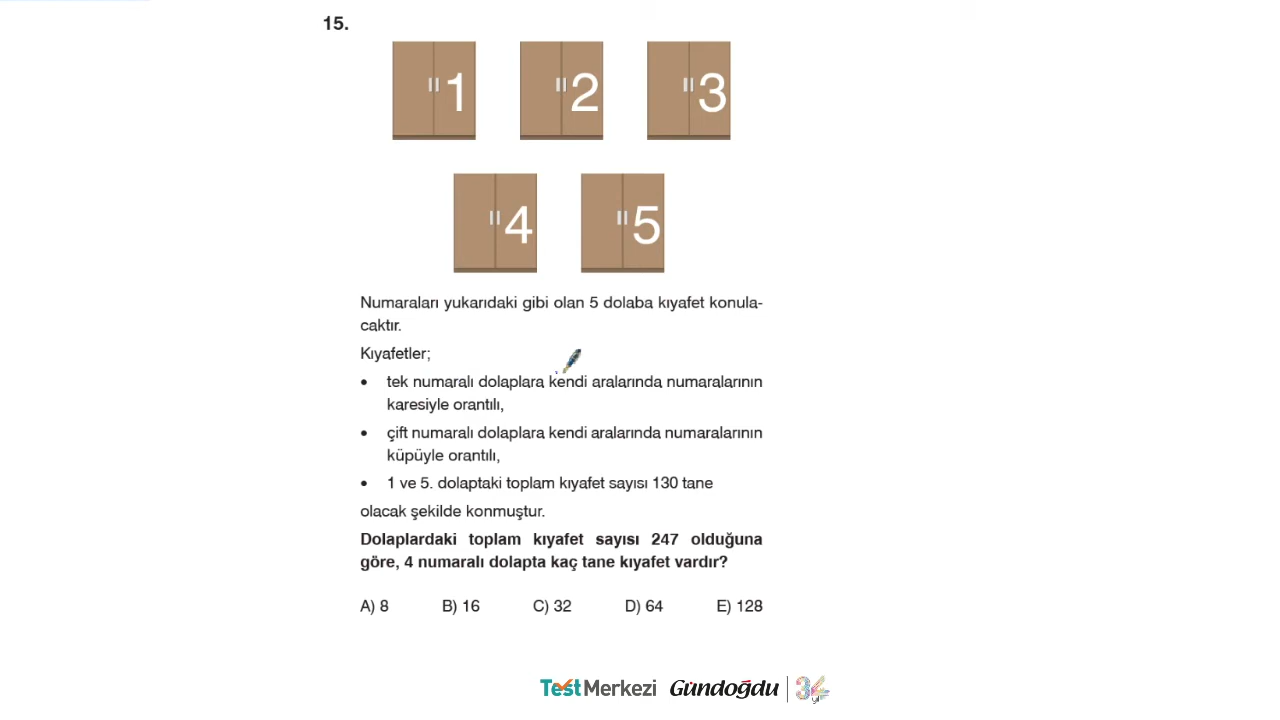 15.
1 2 3
4 5
Numaraları yukarıdaki gibi olan 5 dolaba kıyafet konula-
caktır.
Kıyafetler;
• tek numaralı dolaplara kendi aralarında numaralarının
karesiyle orantılı,
• çift numaralı dolaplara kendi aralarında numaralarının
küpüyle orantılı,
• 1 ve 5. dolaptaki toplam kıyafet sayısı 130 tane
olacak şekilde konmuştur.
Dolaplardaki toplam kıyafet sayısı 247 olduğuna
göre, 4 numaralı dolapta kaç tane kıyafet vardır?
A) 8 B) 16 C) 32 D) 64 E) 128
TestMerkezi Gündoğdu 34 yıl